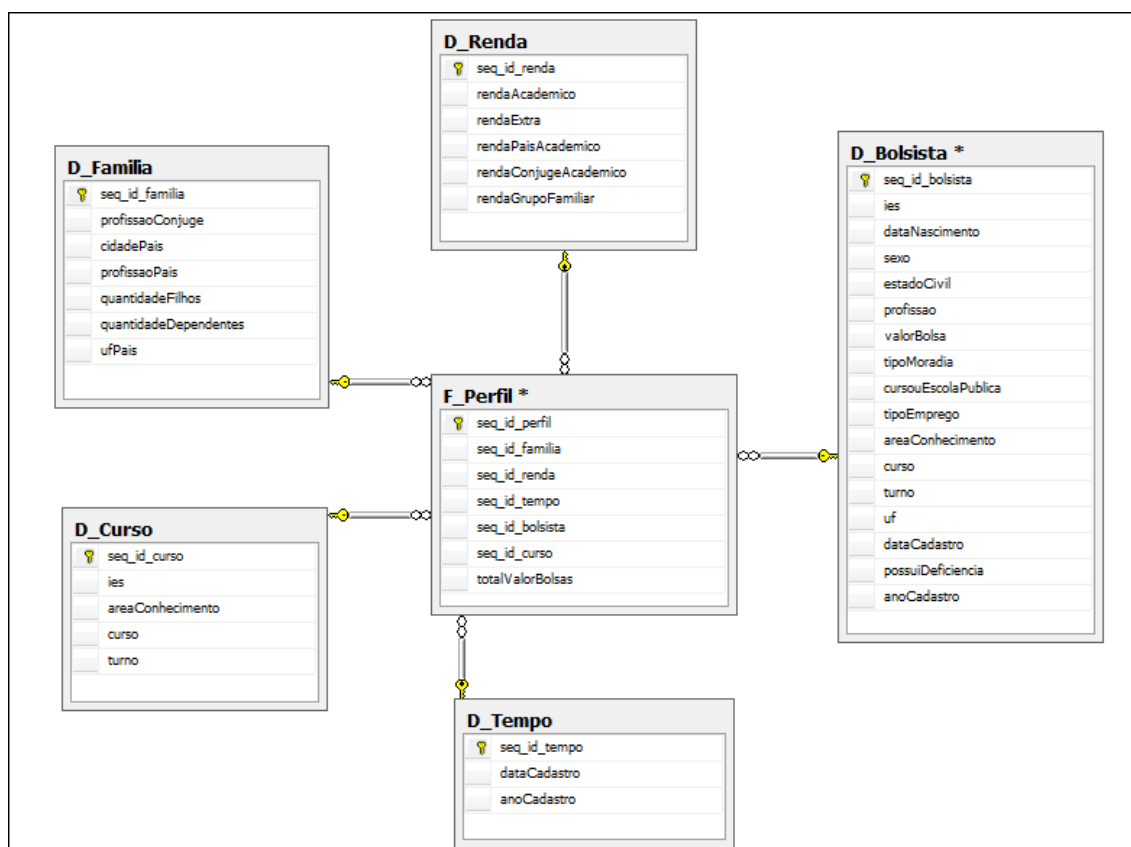 D_Renda
seq_id_renda
rendaAcademico
rendaExtra
rendaPaisAcademico
rendaConjugeAcademico
rendaGrupoFamiliar
D_Familia
seq_id_familia
profissaoConjuge
cidadePais
profissaoPais
quantidadeFilhos
quantidadeDependentes
ufPais
D_Bolsista *
seq_id_bolsista
ies
dataNascimento
sexo
estadoCivil
profissao
valorBolsa
tipoMoradia
cursouEscolaPublica
tipoEmprego
areaConhecimento
curso
turno
uf
dataCadastro
possuiDeficiencia
anoCadastro
F_Perfil *
seq_id_perfil
seq_id_familia
seq_id_renda
seq_id_tempo
seq_id_bolsista
seq_id_curso
totalValorBolsas
D_Curso
seq_id_curso
ies
areaConhecimento
curso
turno
D_Tempo
seq_id_tempo
dataCadastro
anoCadastro